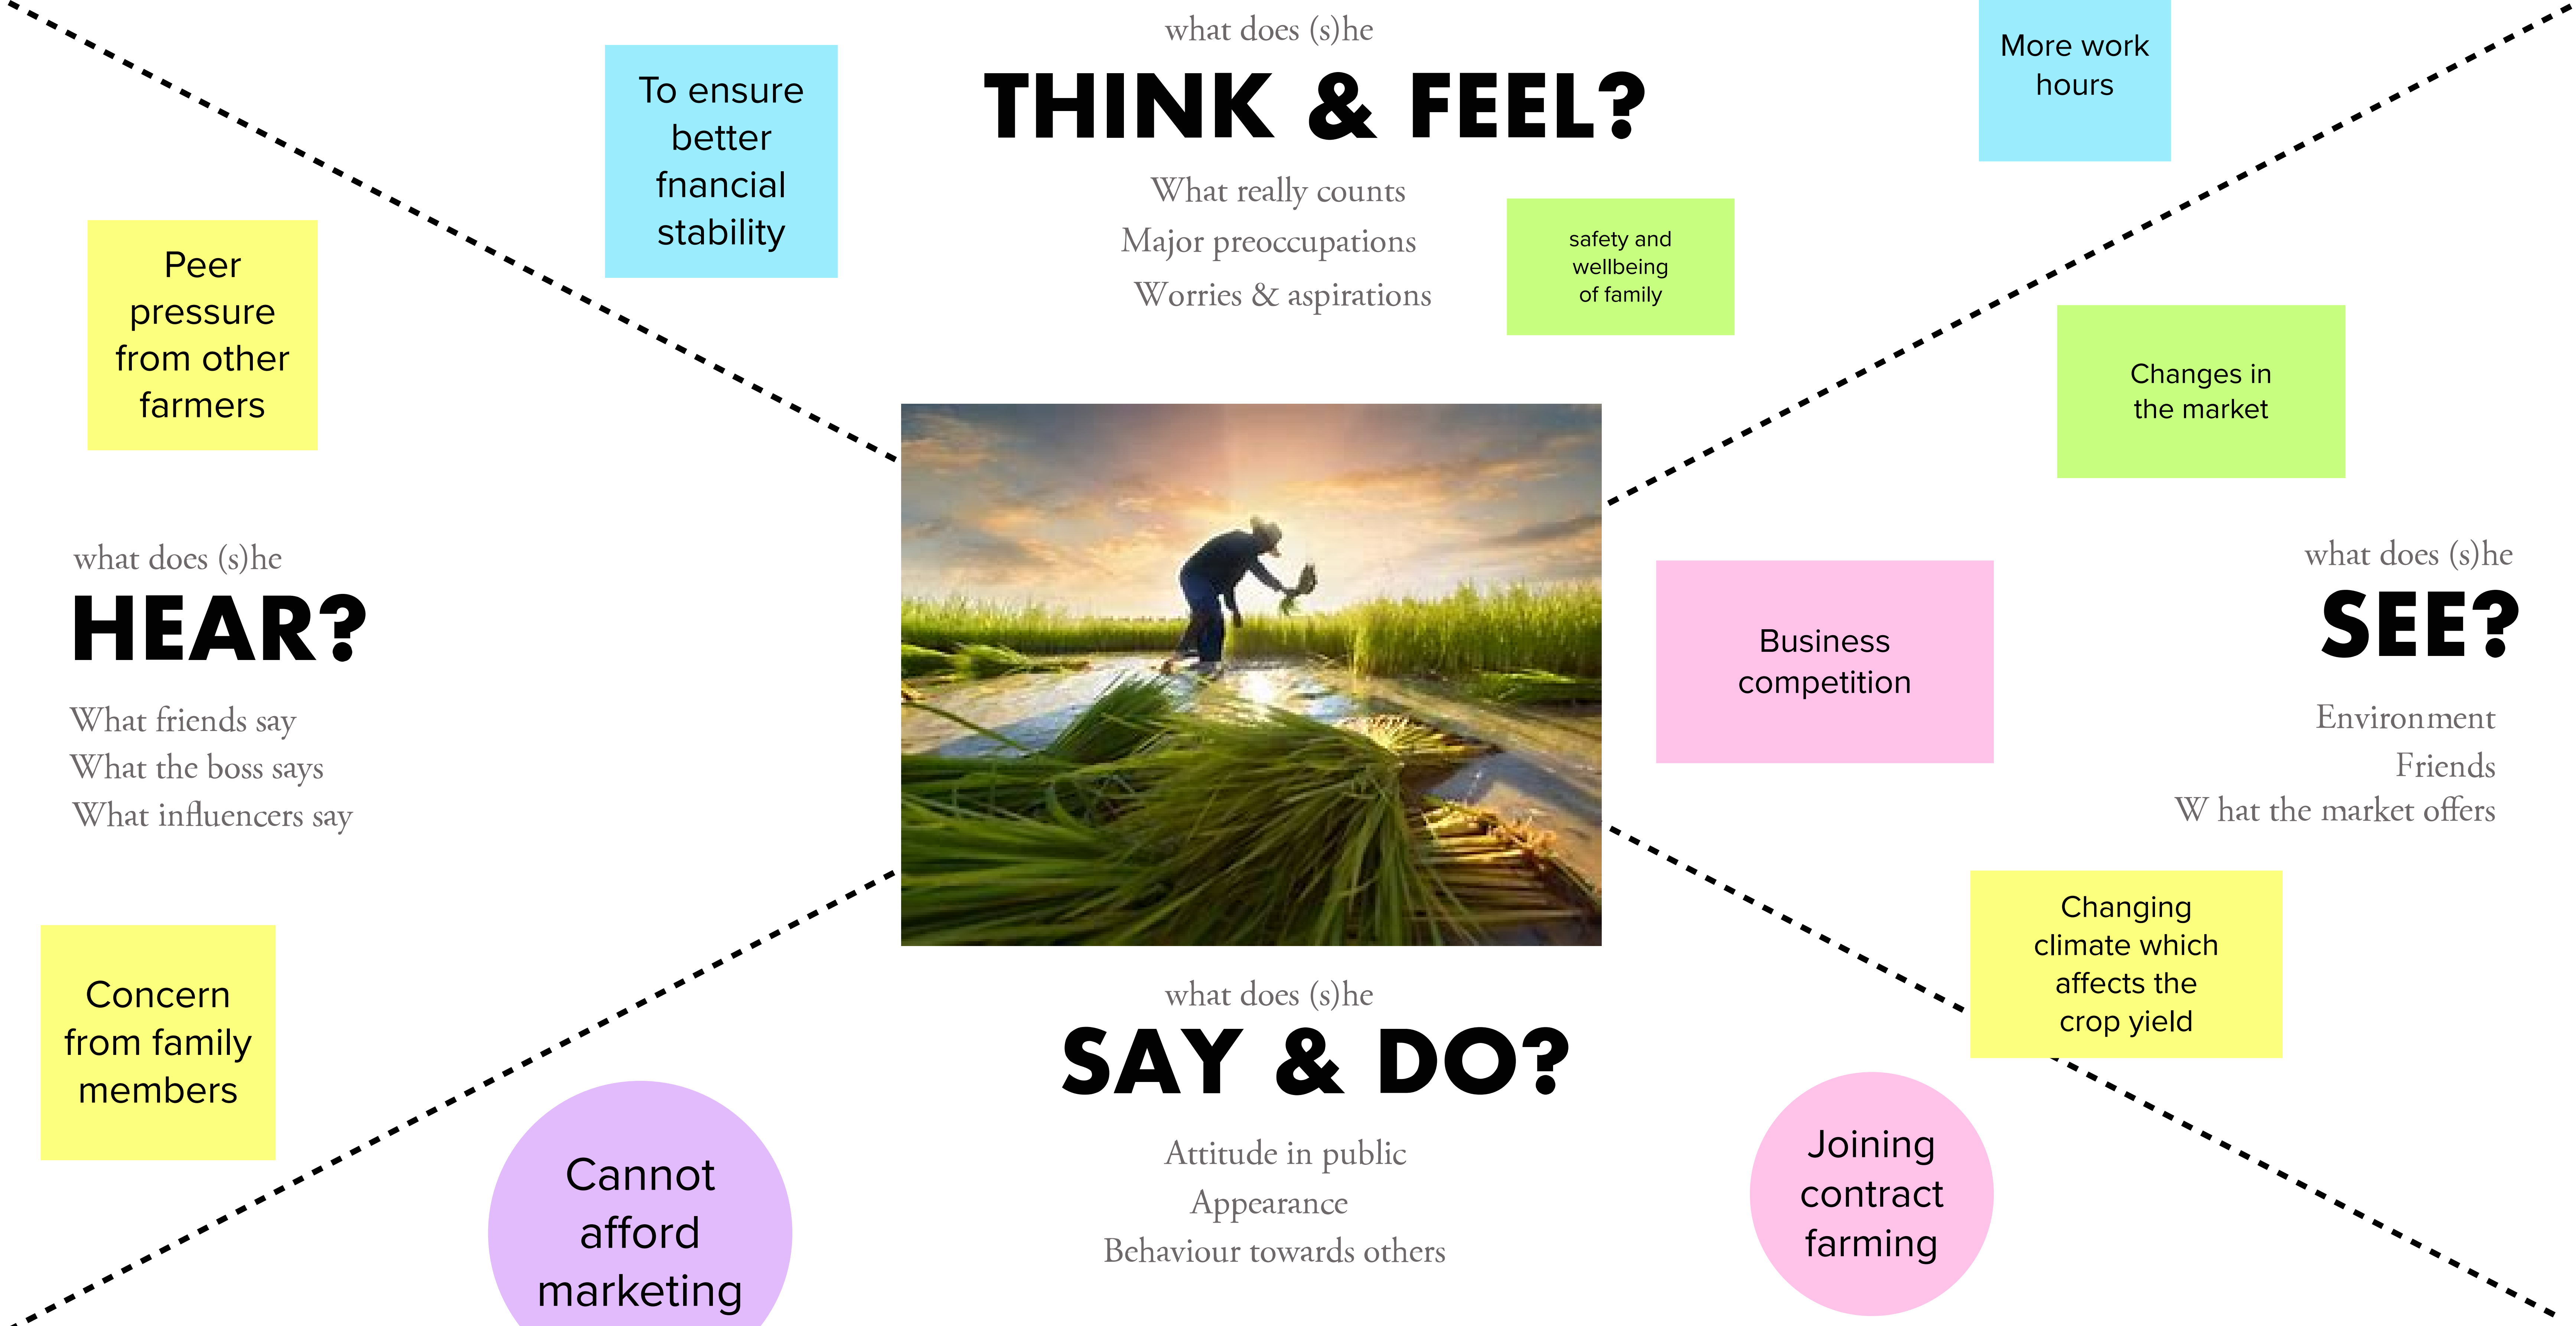 what does (s)he
THINK & FEEL?
What really counts
Major preoccupations
Worries & aspirations
To ensure
better
fnancial
stability
safety and
wellbeing
of family
More work
hours
Peer
pressure
from other
farmers
what does (s)he
HEAR?
What friends say
What the boss says
What influencers say
Concern
from family
members
Changes in
the market
Business
competition
what does (s)he
SEE?
Environment
Friends
W hat the market offers
Changing
climate which
affects the
crop yield
what does (s)he
SAY & DO?
Attitude in public
Appearance
Behaviour towards others
Cannot
afford
marketing
Joining
contract
farming